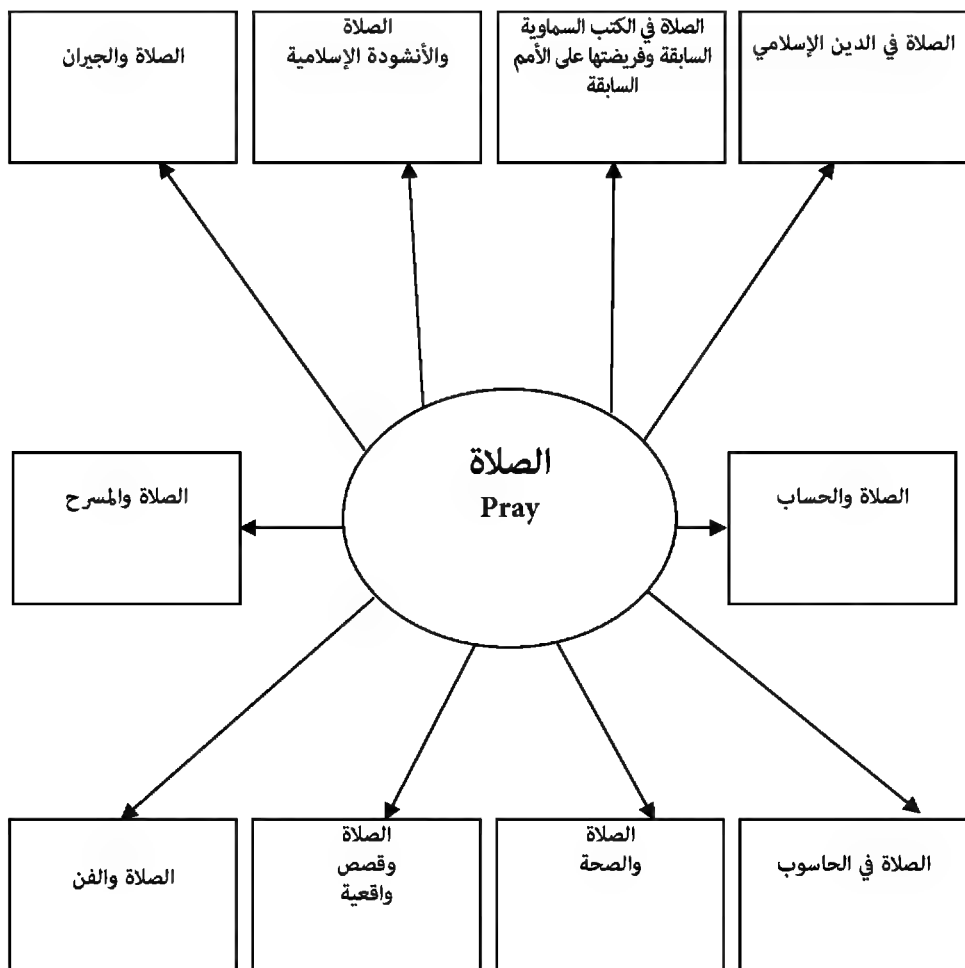 الصلاة في الدين الإسلامي
الصلاة في الكتب السماوية
السابقة وفريضتها على الأمم
السابقة
الصلاة
والأنشودة الإسلامية
الصلاة والجيران
الصلاة والحساب
الصلاة
Pray
الصلاة والمسرح
الصلاة في الحاسوب
الصلاة
والصحة
الصلاة
وقصص
واقعية
الصلاة والفن